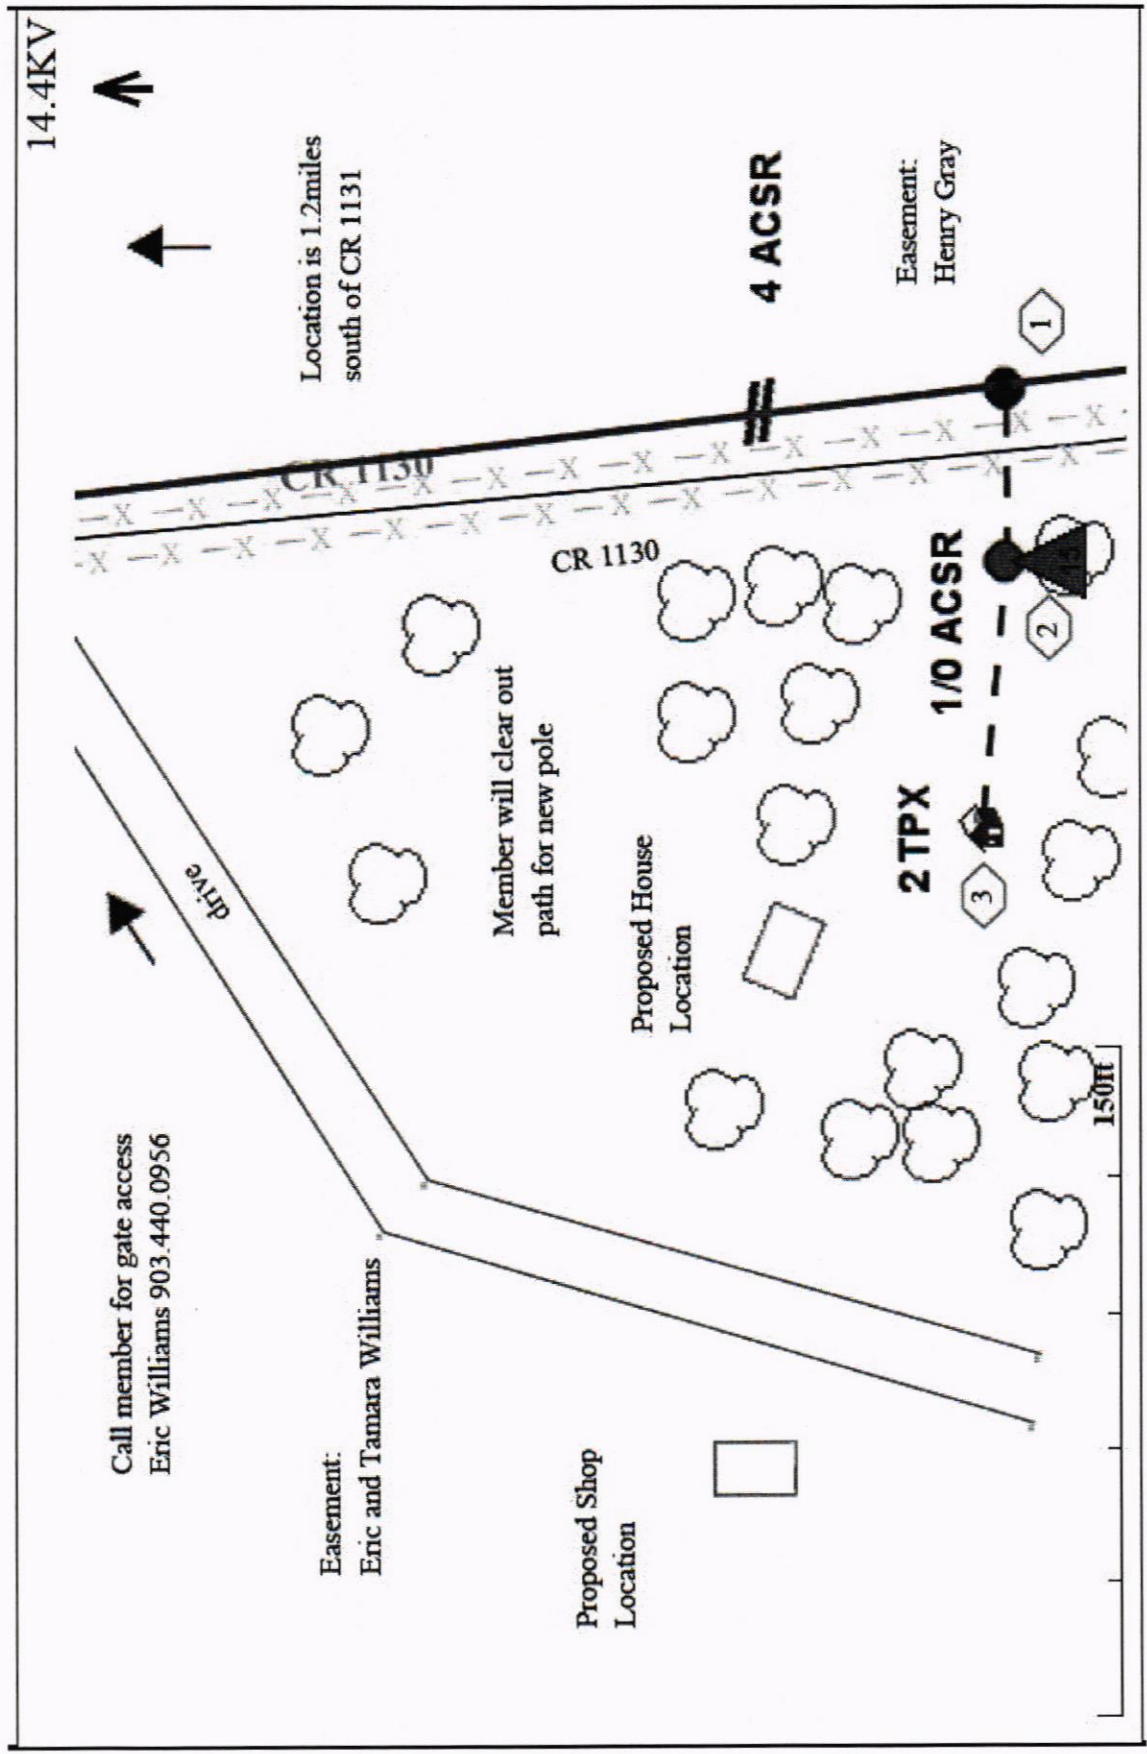 14.4KV
Call member for gate access
Eric Williams 903.440.0956
drive
Location is 1.2miles
south of CR 1131
Easement:
Eric and Tamara Williams
CR 1130
CR 1130
Member will clear out
path for new pole
Proposed Shop
Location
Proposed House
Location
4 ACSR
Easement:
Henry Gray
2 TPX
1/0 ACSR
3
2
1
15
150ft